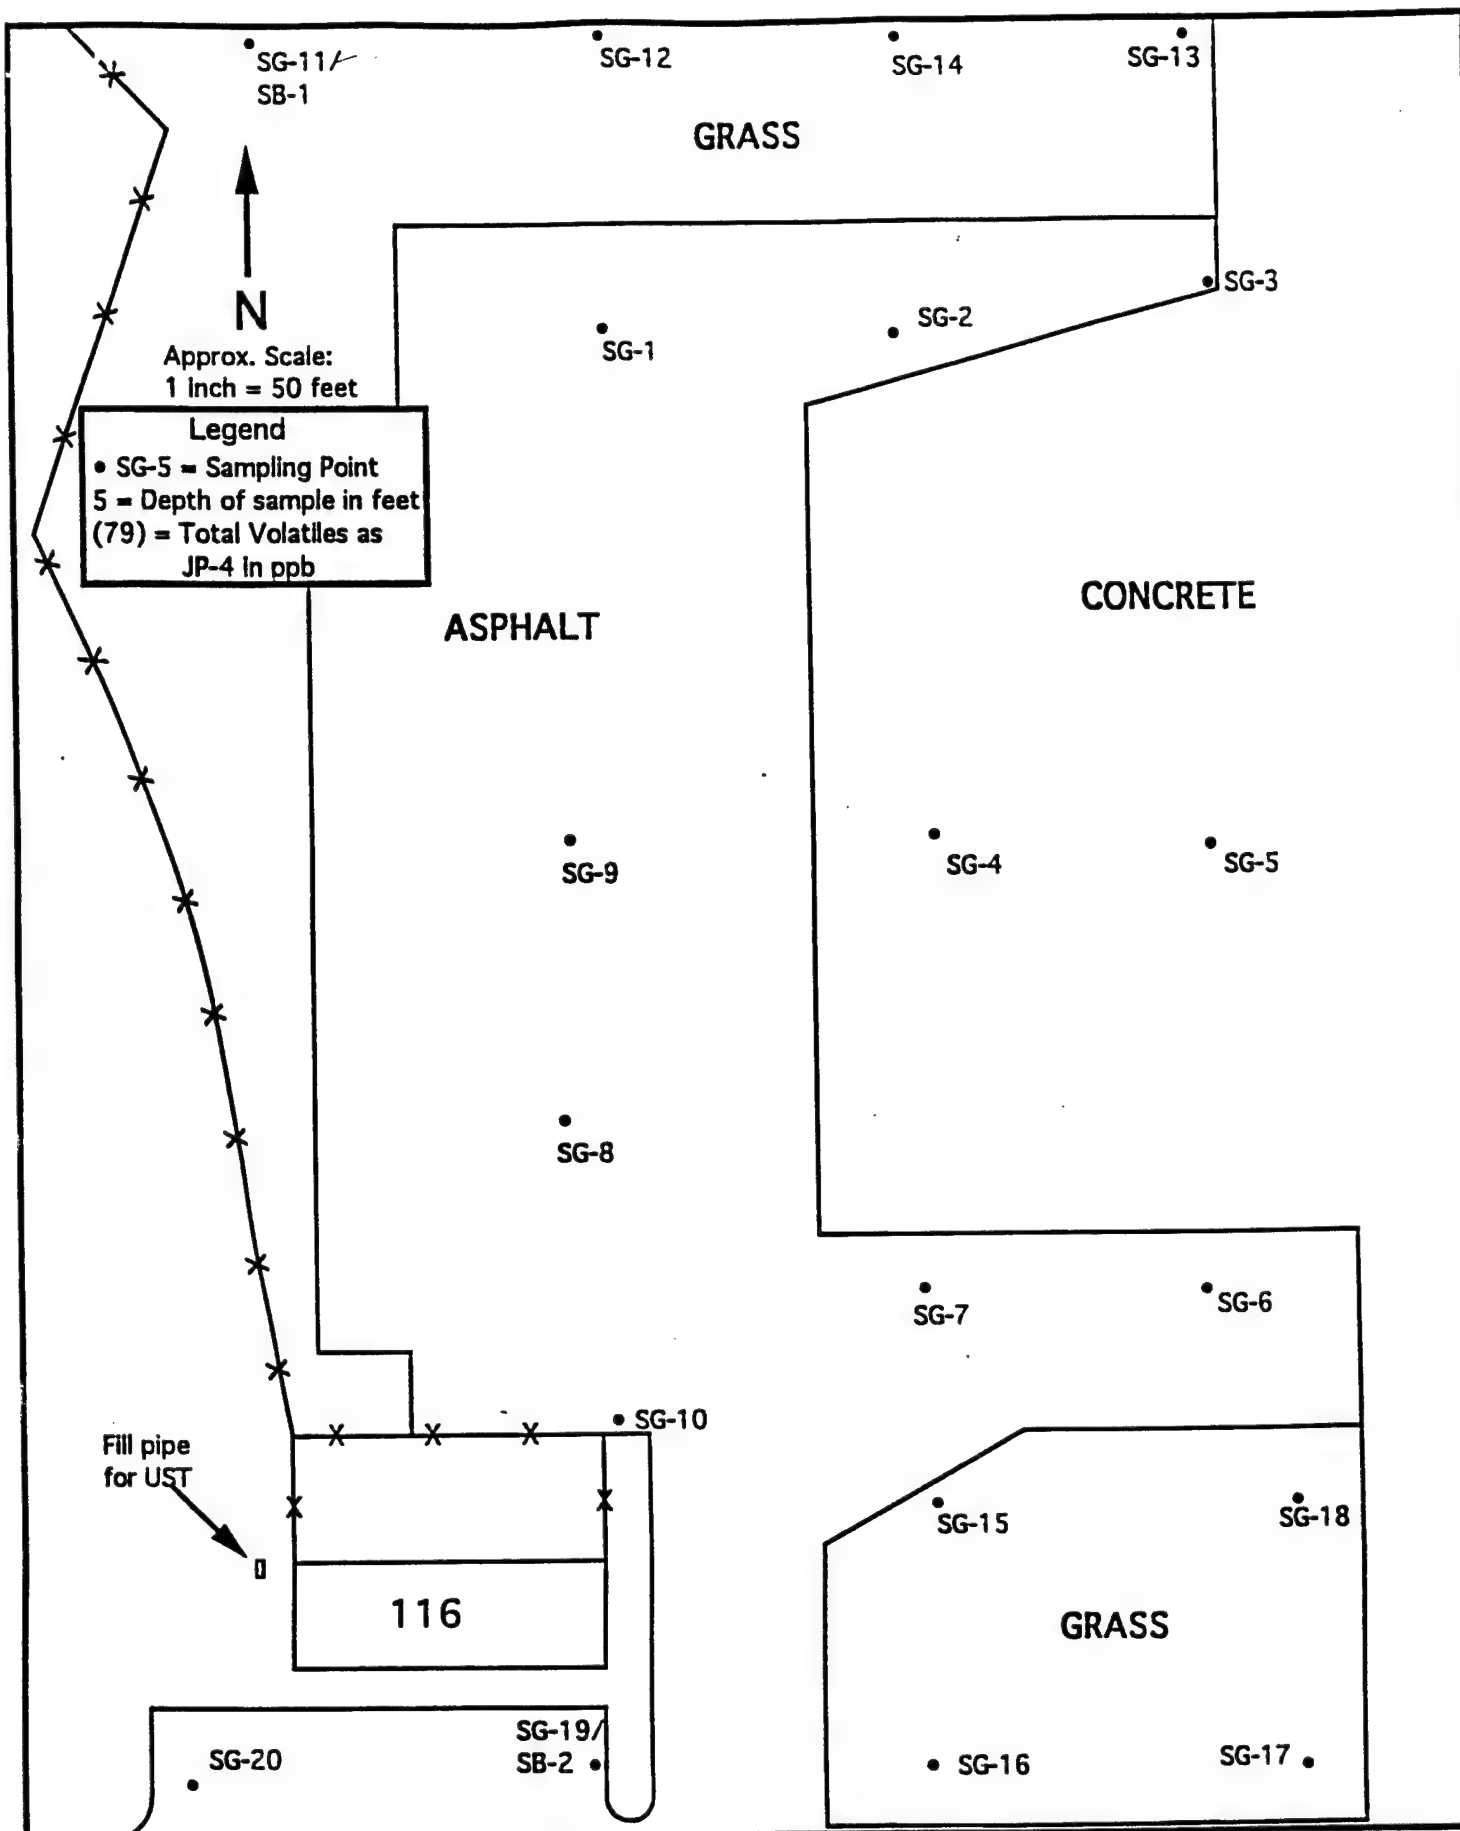 SG-11/
SB-1
SG-12
SG-14
SG-13
GRASS
N
Approx. Scale:
1 inch = 50 feet
SG-3
SG-2
SG-1
Legend
• SG-5 = Sampling Point
5 = Depth of sample in feet
(79) = Total Volatiles as
JP-4 in ppb
CONCRETE
ASPHALT
SG-9
SG-4
SG-5
SG-8
SG-7
SG-6
SG-10
Fill pipe
for UST
SG-15
SG-18
116
GRASS
SG-19/
SB-2
SG-20
SG-16
SG-17